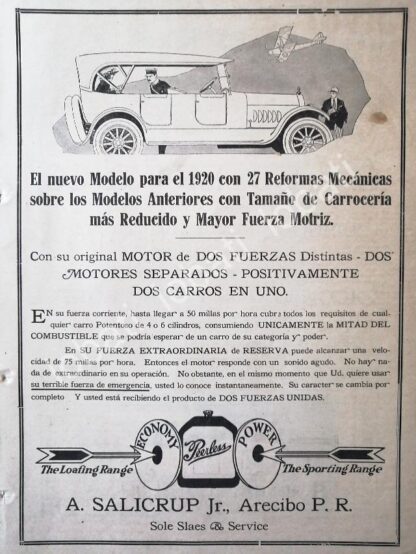 El nuevo Modelo para el 1920 con 27 Reformas Mecánicas
sobre los Modelos Anteriores con Tamaño de Carrocería
más Reducido y Mayor Fuerza Motriz.
Con su original MOTOR de DOS FUERZAS Distintas - DOS
MOTORES SEPARADOS - POSITIVAMENTE
DOS CARROS EN UNO.
EN su fuerza corriente, hasta llegar a 50 millas por hora cubre todos los requisitos de cual-
quier carro Potentoso de 4 o 6 cilindros, consumiendo UNICAMENTE la MITAD DEL
COMBUSTIBLE que se podría esperar de un carro de su categoría y poder.
En SU FUERZA EXTRAORDINARIA de RESERVA puede alcanzar una velo-
cidad de 75 millas por hora. Entonces el motor responde con un sonido agudo. No hay na-
da de extraordinario en su operación. No obstante, en el mismo momento que Ud. quiere usar
su terrible fuerza de emergencia, usted lo conoce instantaneamente. Su caracter se cambia por
completo Y usted está recibiendo el producto de DOS FUERZAS UNIDAS.
ECONOMY
Peerless
POWER
The Loafing Range
The Sporting Range
A. SALICRUP Jr., Arecibo P. R.
Sole Slaes & Service